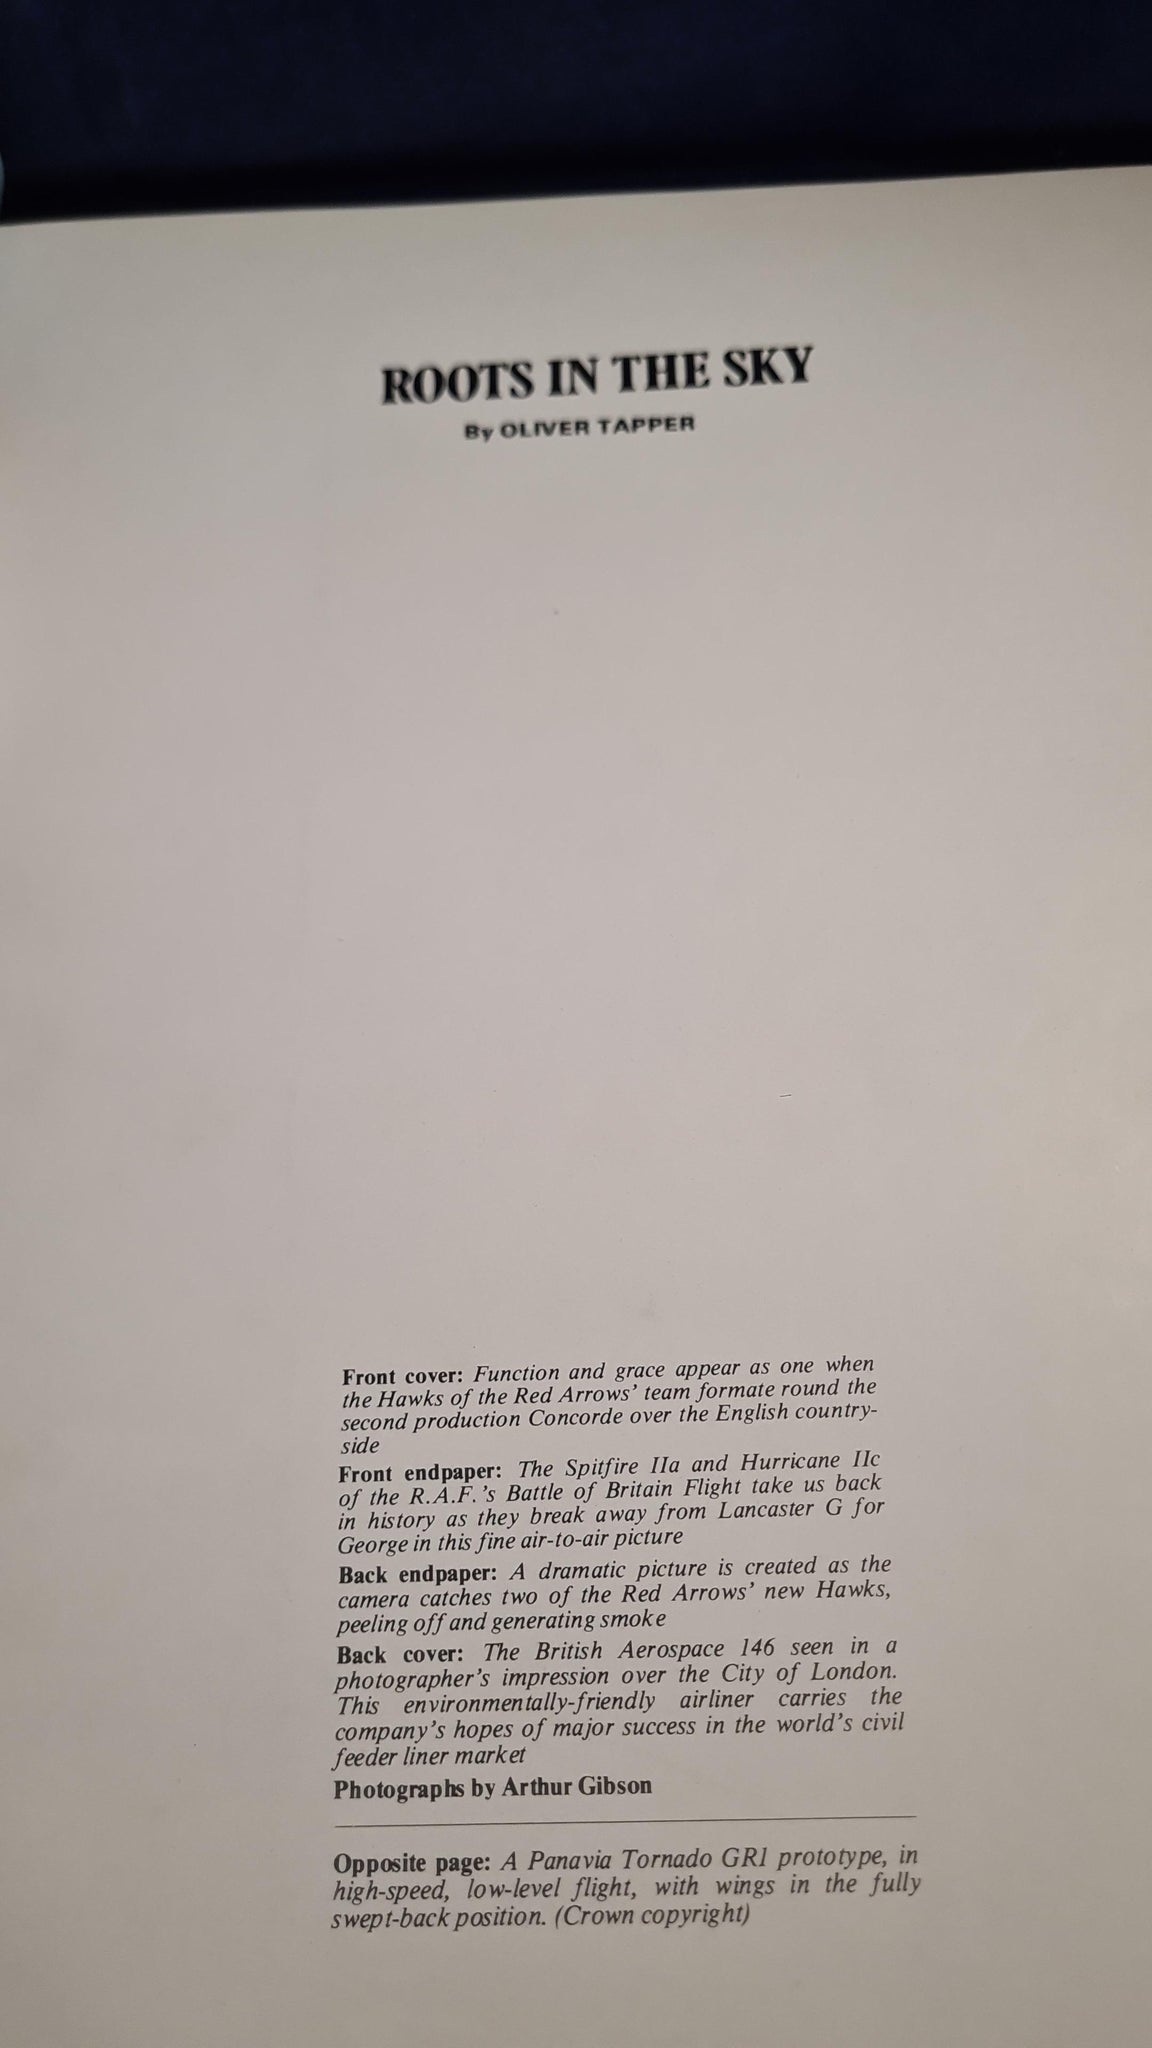 ROOTS IN THE SKY
By OLIVER TAPPER
Front cover: Function and grace appear as one when
the Hawks of the Red Arrows' team formate round the
second production Concorde over the English country-
side
Front endpaper: The Spitfire IIa and Hurricane IIc
of the R.A.F.'s Battle of Britain Flight take us back
in history as they break away from Lancaster G for
George in this fine air-to-air picture
Back endpaper: A dramatic picture is created as the
camera catches two of the Red Arrows' new Hawks,
peeling off and generating smoke
Back cover: The British Aerospace 146 seen in a
photographer's impression over the City of London.
This environmentally-friendly airliner carries the
company's hopes of major success in the world's civil
feeder liner market
Photographs by Arthur Gibson
Opposite page: A Panavia Tornado GR1 prototype, in
high-speed, low-level flight, with wings in the fully
swept-back position. (Crown copyright)